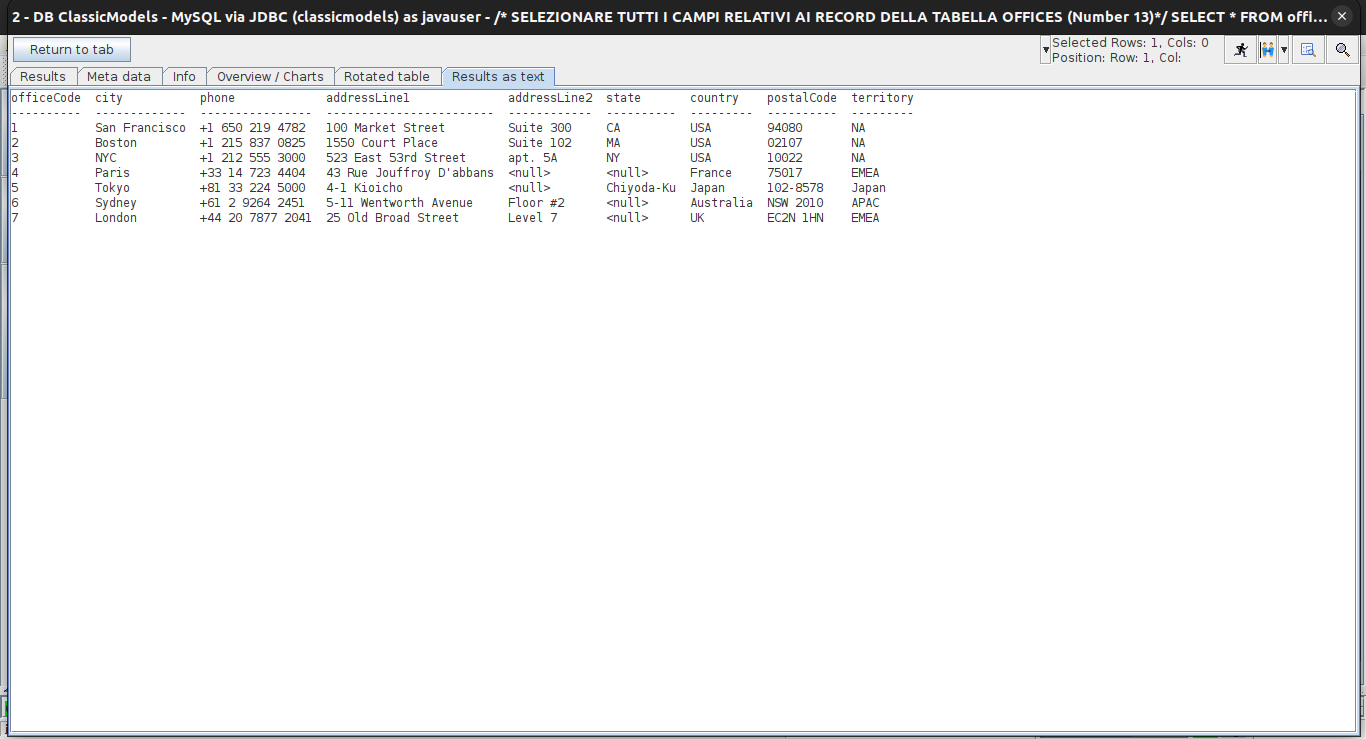 2 - DB ClassicModels - MySQL via JDBC (classicmodels) as javauser - /* SELEZIONARE TUTTI I CAMPI RELATIVI AI RECORD DELLA TABELLA OFFICES (Number 13)*/ SELECT * FROM offi...
Return to tab
Selected Rows: 1, Cols: 0
Position: Row: 1, Col:
Results Meta data Info Overview / Charts Rotated table Results as text
officeCode  city           phone             addressLine1              addressLine2  state       country    postalCode  territory
----------  -------------  ----------------  ------------------------  ------------  ----------  ---------  ----------  ---------
1           San Francisco  +1 650 219 4782   100 Market Street         Suite 300     CA          USA        94080       NA
2           Boston         +1 215 837 0825   1550 Court Place          Suite 102     MA          USA        02107       NA
3           NYC            +1 212 555 3000   523 East 53rd Street      apt. 5A       NY          USA        10022       NA
4           Paris          +33 14 723 4404   43 Rue Jouffroy D'abbans  <null>        <null>      France     75017       EMEA
5           Tokyo          +81 33 224 5000   4-1 Kioicho               <null>        Chiyoda-Ku  Japan      102-8578    Japan
6           Sydney         +61 2 9264 2451   5-11 Wentworth Avenue     Floor #2      <null>      Australia  NSW 2010    APAC
7           London         +44 20 7877 2041  25 Old Broad Street       Level 7       <null>      UK         EC2N 1HN    EMEA